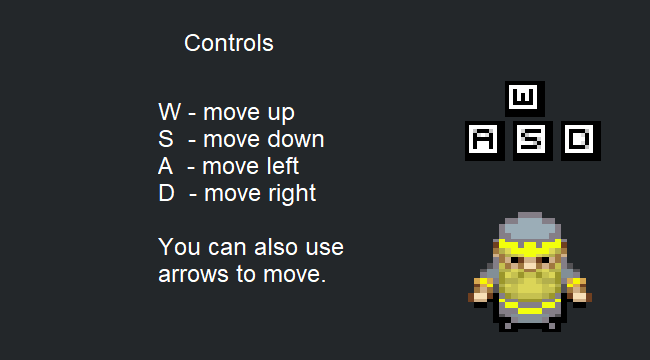 Controls
W - move up
S - move down
A - move left
D - move right
You can also use
arrows to move.
W
A S D